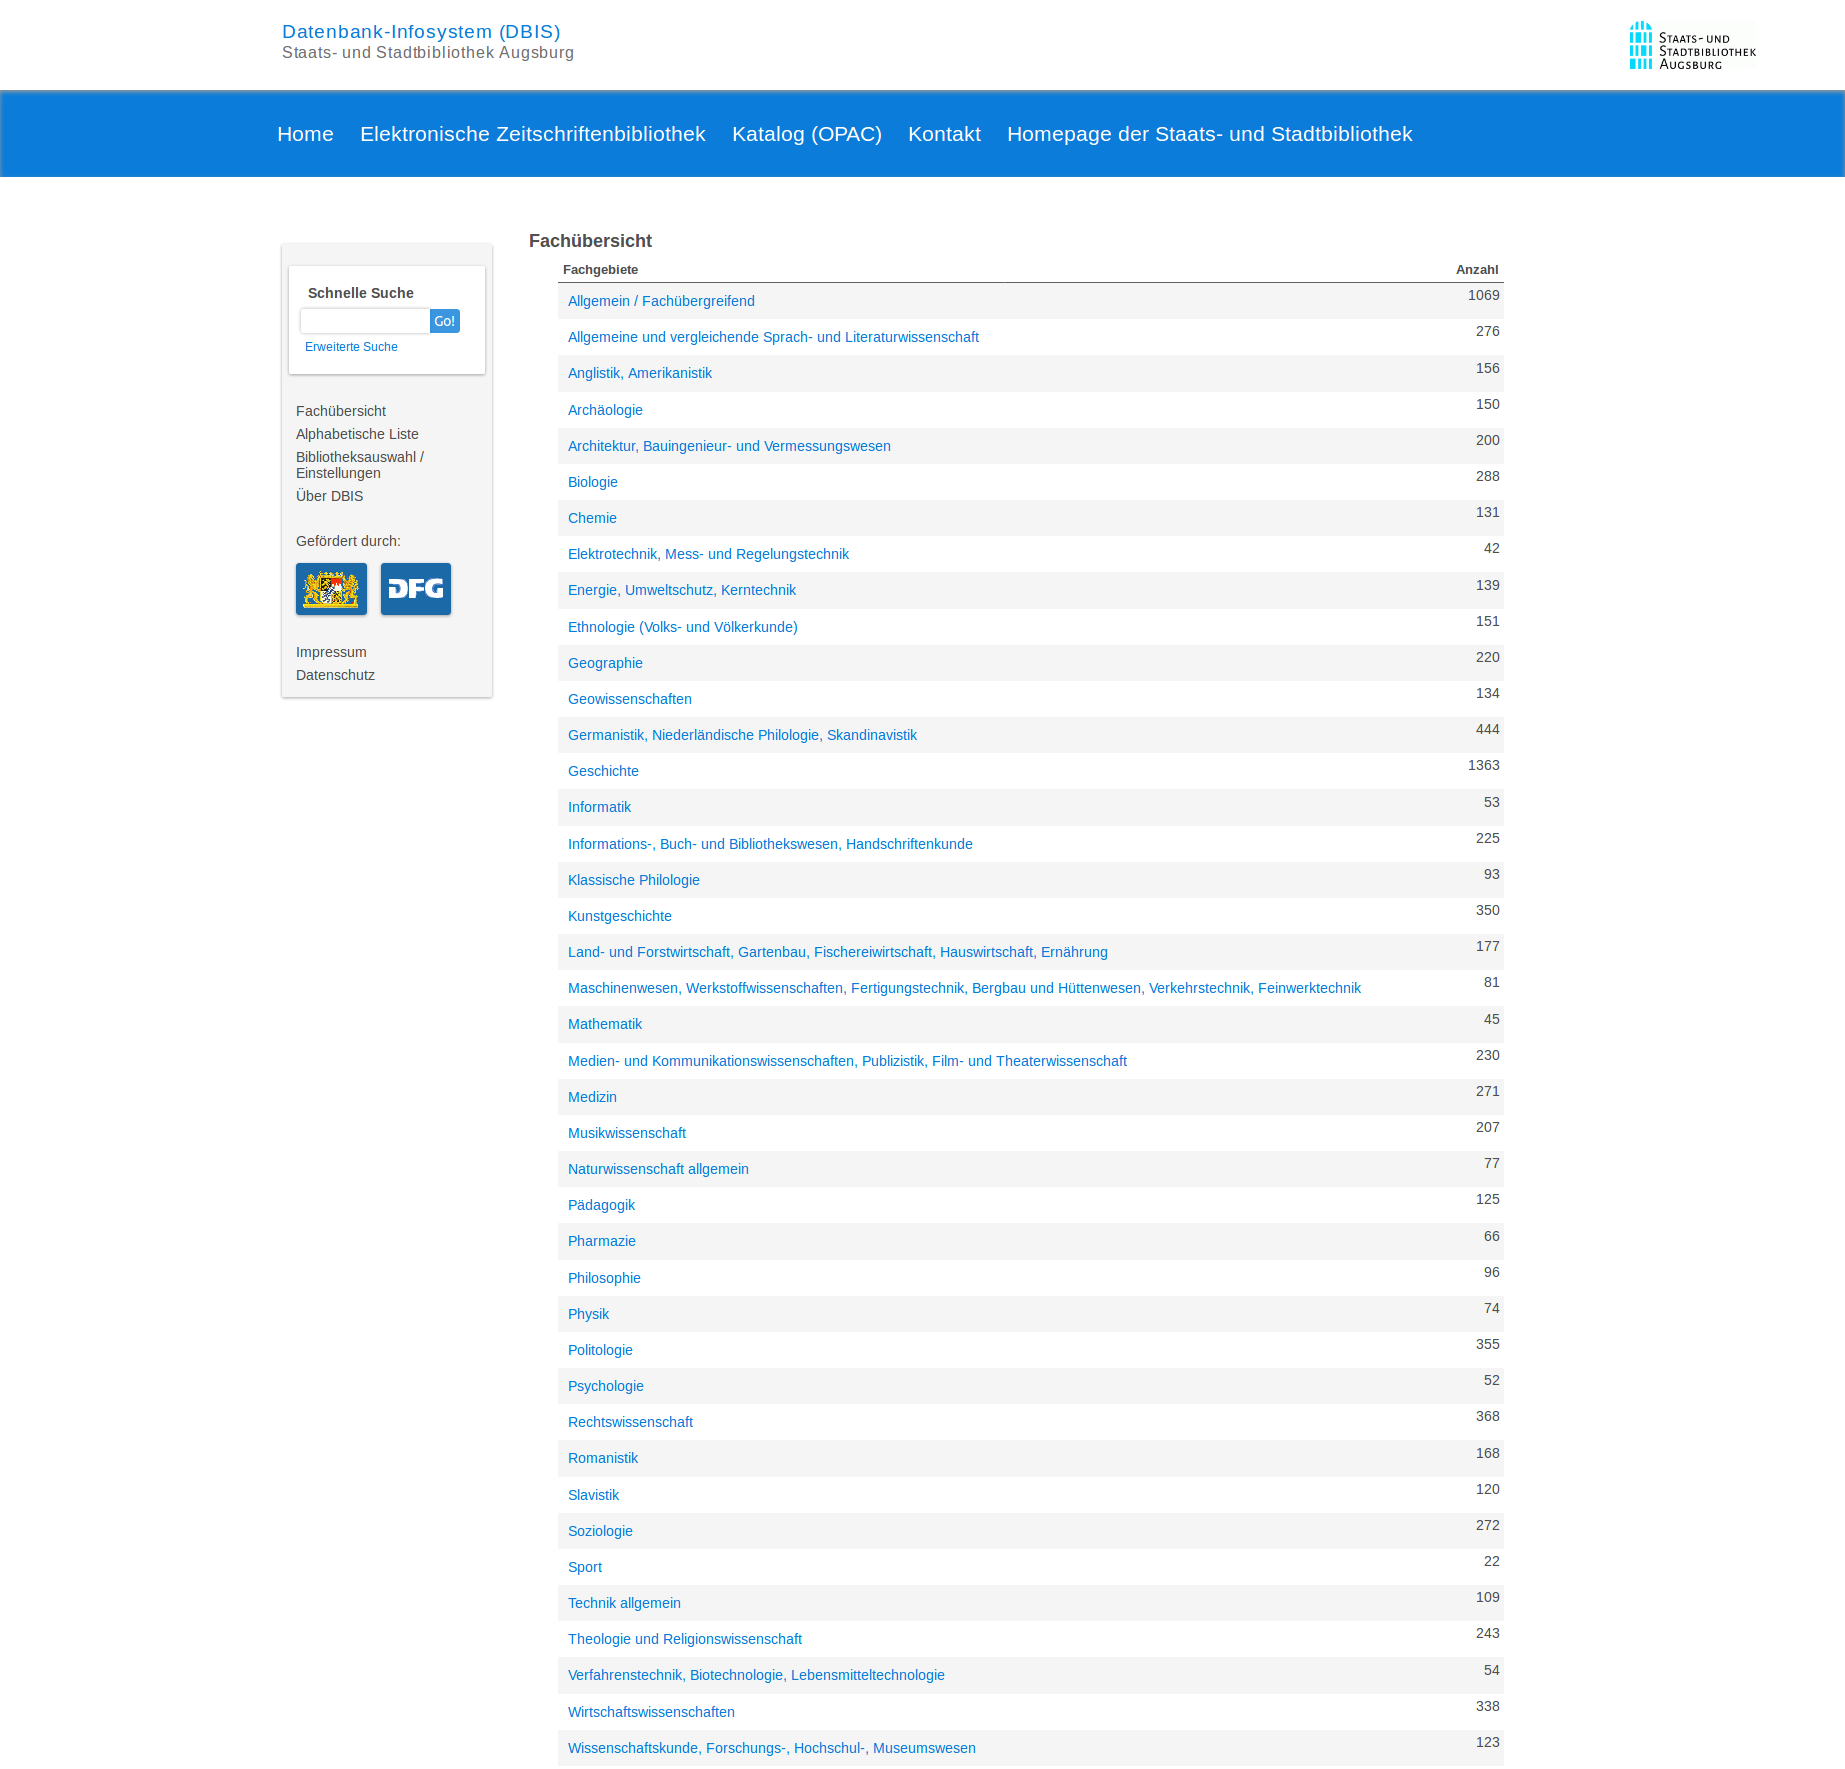 Datenbank-Infosystem (DBIS)
Staats- und Stadtbibliothek Augsburg
Staats- und
Stadtbibliothek
Augsburg
Home Elektronische Zeitschriftenbibliothek Katalog (OPAC) Kontakt Homepage der Staats- und Stadtbibliothek
Schnelle Suche
Go!
Erweiterte Suche
Fachübersicht
Alphabetische Liste
Bibliotheksauswahl /
Einstellungen
Über DBIS
Gefördert durch:
DFG
Impressum
Datenschutz
Fachübersicht
Fachgebiete Anzahl
Allgemein / Fachübergreifend 1069
Allgemeine und vergleichende Sprach- und Literaturwissenschaft 276
Anglistik, Amerikanistik 156
Archäologie 150
Architektur, Bauingenieur- und Vermessungswesen 200
Biologie 288
Chemie 131
Elektrotechnik, Mess- und Regelungstechnik 42
Energie, Umweltschutz, Kerntechnik 139
Ethnologie (Volks- und Völkerkunde) 151
Geographie 220
Geowissenschaften 134
Germanistik, Niederländische Philologie, Skandinavistik 444
Geschichte 1363
Informatik 53
Informations-, Buch- und Bibliothekswesen, Handschriftenkunde 225
Klassische Philologie 93
Kunstgeschichte 350
Land- und Forstwirtschaft, Gartenbau, Fischereiwirtschaft, Hauswirtschaft, Ernährung 177
Maschinenwesen, Werkstoffwissenschaften, Fertigungstechnik, Bergbau und Hüttenwesen, Verkehrstechnik, Feinwerktechnik 81
Mathematik 45
Medien- und Kommunikationswissenschaften, Publizistik, Film- und Theaterwissenschaft 230
Medizin 271
Musikwissenschaft 207
Naturwissenschaft allgemein 77
Pädagogik 125
Pharmazie 66
Philosophie 96
Physik 74
Politologie 355
Psychologie 52
Rechtswissenschaft 368
Romanistik 168
Slavistik 120
Soziologie 272
Sport 22
Technik allgemein 109
Theologie und Religionswissenschaft 243
Verfahrenstechnik, Biotechnologie, Lebensmitteltechnologie 54
Wirtschaftswissenschaften 338
Wissenschaftskunde, Forschungs-, Hochschul-, Museumswesen 123